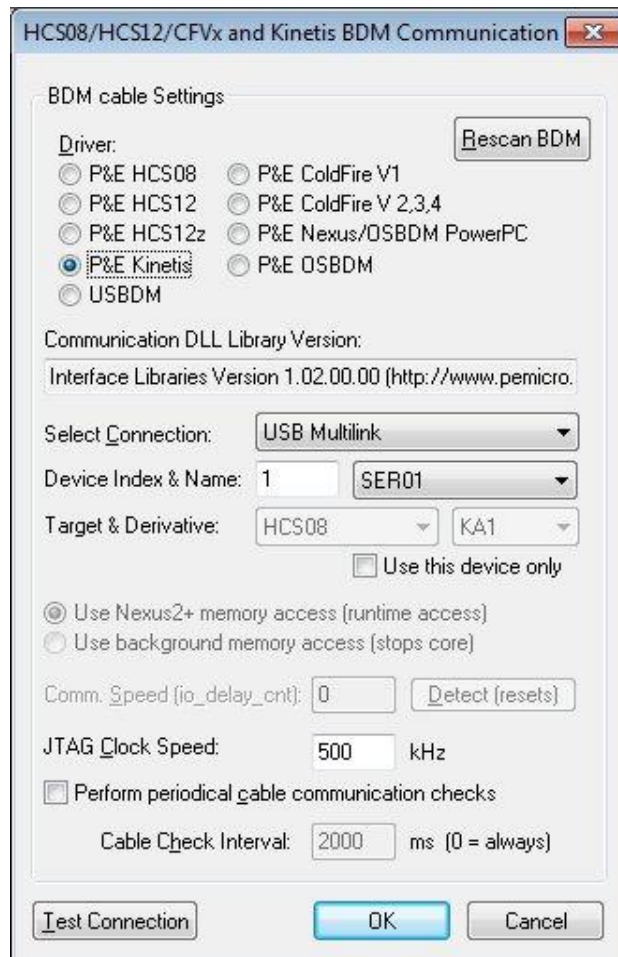 HCS08/HCS12/CFVx and Kinetis BDM Communication
BDM cable Settings
Driver:
Rescan BDM
P&E HCS08 P&E ColdFire V1
P&E HCS12 P&E ColdFire V 2,3,4
P&E HCS12z P&E Nexus/OSBDM PowerPC
P&E Kinetis P&E OSBDM
USBDM
Communication DLL Library Version:
Interface Libraries Version 1.02.00.00 (http://www.pemicro.
Select Connection: USB Multilink
Device Index & Name: 1 SER01
Target & Derivative: HCS08 KA1
Use this device only
Use Nexus2+ memory access (runtime access)
Use background memory access (stops core)
Comm. Speed (io_delay_cnt): 0 Detect (resets)
JTAG Clock Speed: 500 kHz
Perform periodical cable communication checks
Cable Check Interval: 2000 ms (0 = always)
Test Connection OK Cancel